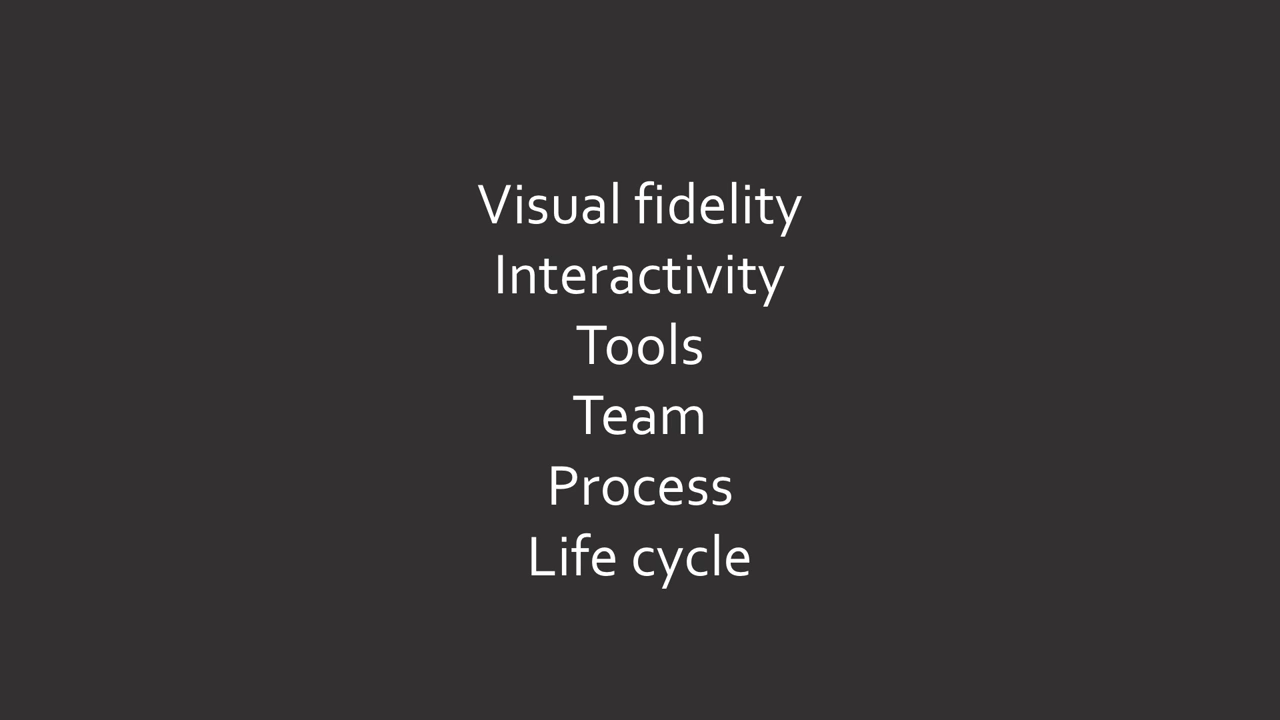 Visual fidelity
Interactivity
Tools
Team
Process
Life cycle